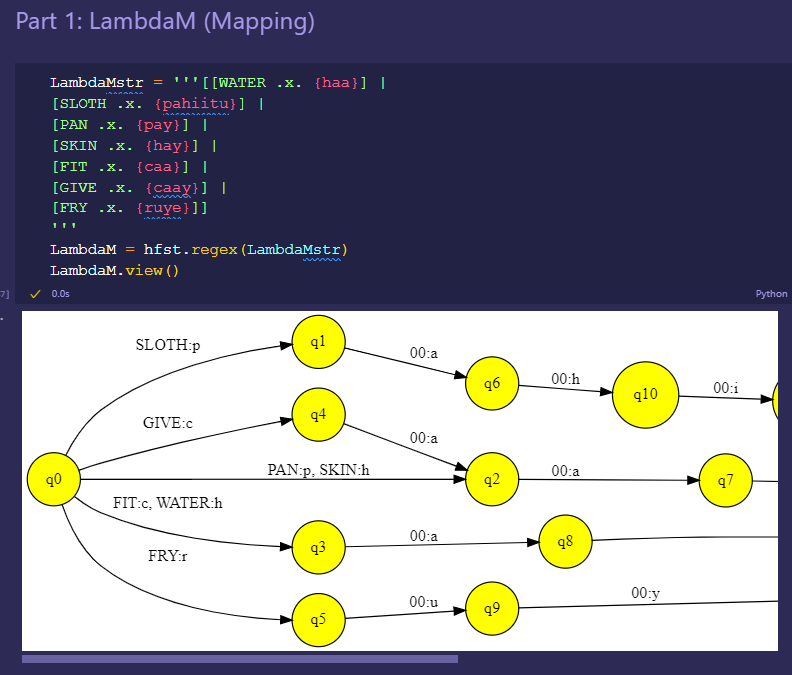 Part 1: LambdaM (Mapping)
LambdaMstr = '''[[WATER .x. {haa}] |
[SLOTH .x. {pahiitu}] |
[PAN .x. {pay}] |
[SKIN .x. {hay}] |
[FIT .x. {caa}] |
[GIVE .x. {caay}] |
[FRY .x. {ruye}]]
'''
LambdaM = hfst.regex(LambdaMstr)
LambdaM.view()
7]
0.0s
Python
SLOTH:p
q1
00:a
q6
00:h
q10
00:i
GIVE:c
q4
00:a
q0
PAN:p, SKIN:h
q2
00:a
q7
FIT:c, WATER:h
q3
00:a
q8
FRY:r
q5
00:u
q9
00:y